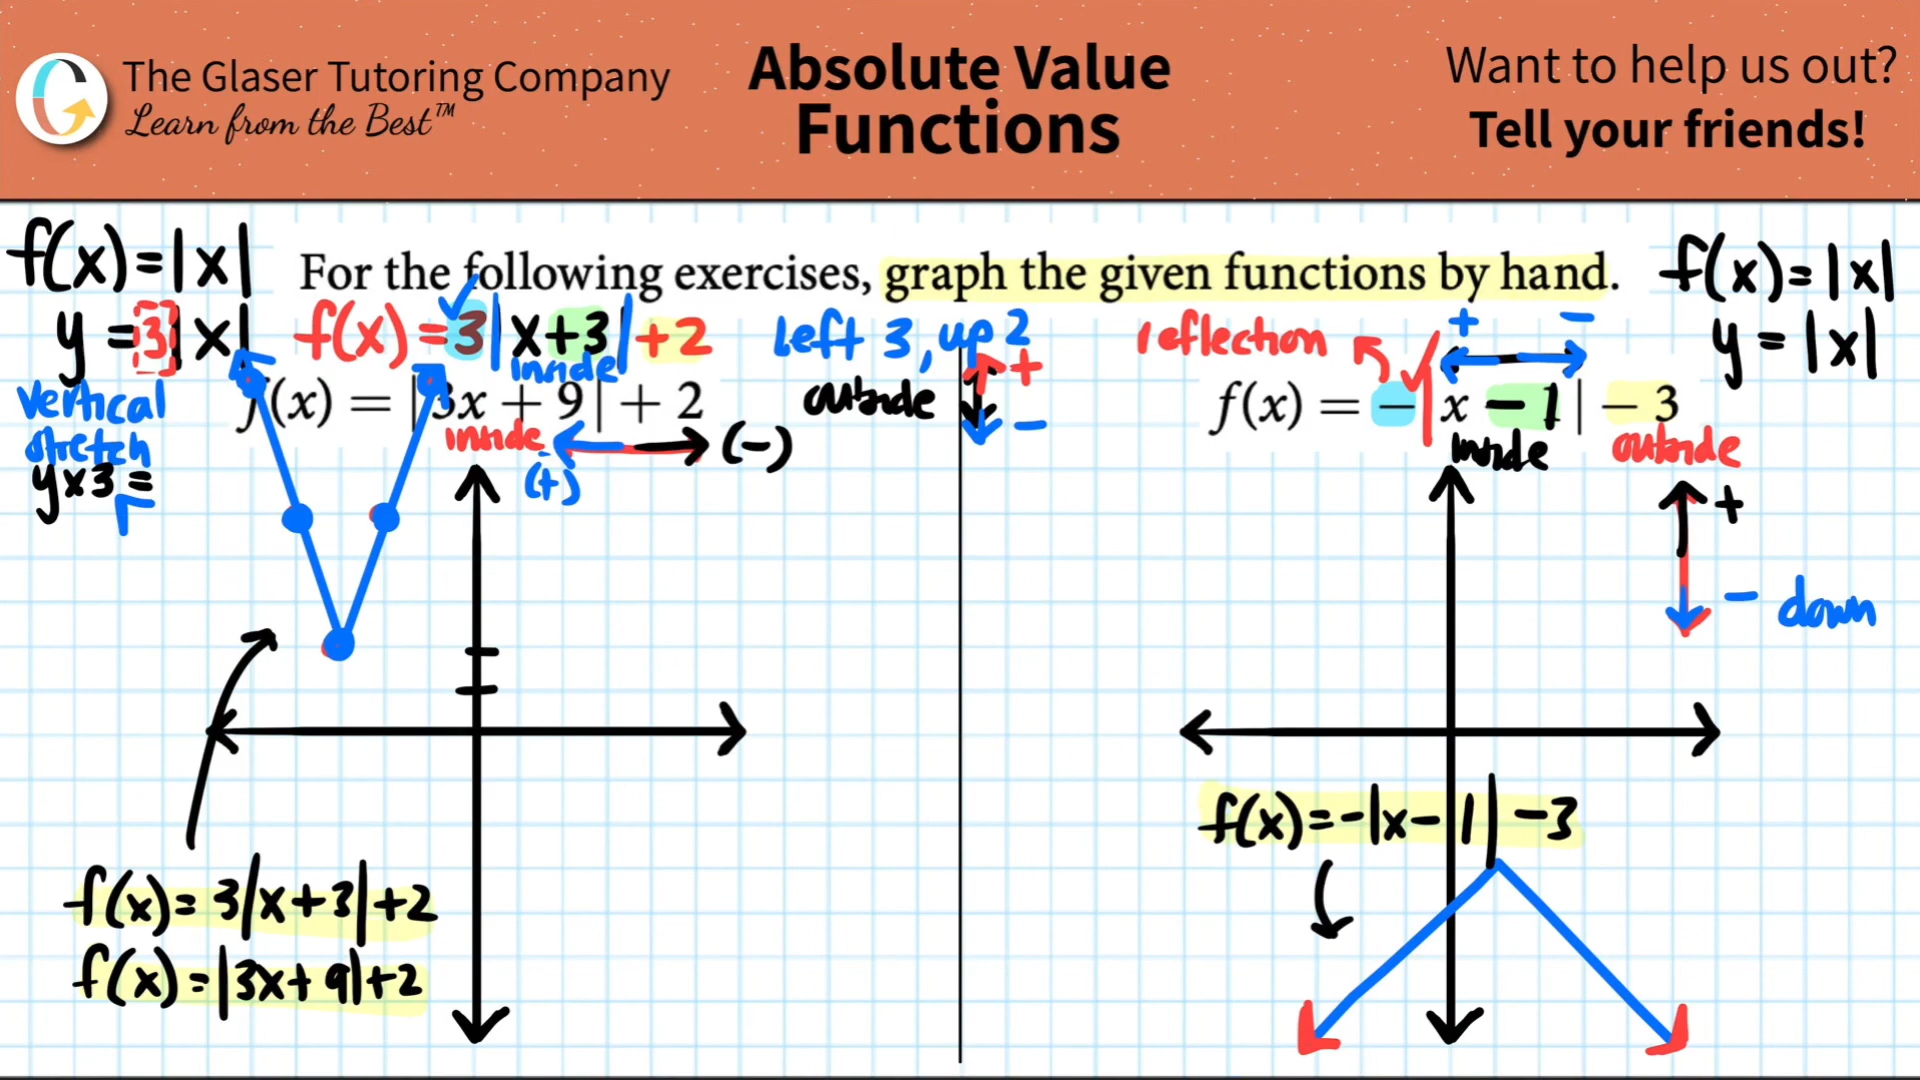 The Glaser Tutoring Company
Learn from the Best™
Absolute Value
Functions
Want to help us out?
Tell your friends!
For the following exercises, graph the given functions by hand.
f(x)=|x|
y = 3|x|
Vertical
stretch
y x 3 =
f(x) = 3|x+3| +2
inside
f(x) = |3x + 9| + 2
inside
(+)
(-)
left 3, up 2
outside
+
-
f(x) = 3|x+3|+2
f(x) = |3x+9|+2
reflection
+
-
f(x) = -|x - 1| - 3
inside
outside
f(x) = |x|
y = |x|
+
- down
f(x) = -|x-1| -3